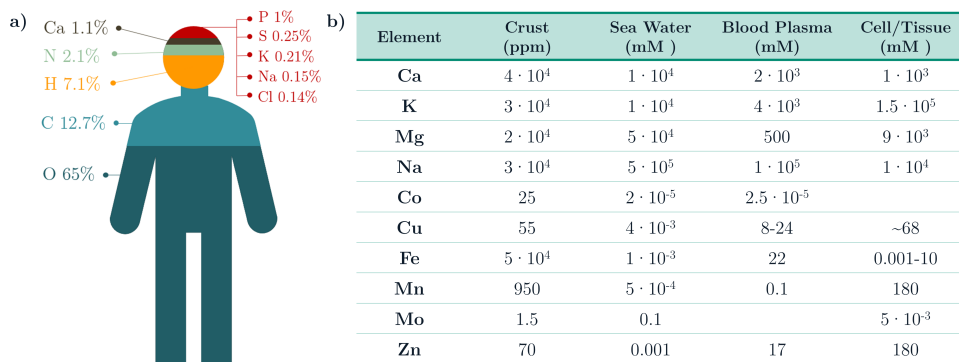 a)
Ca 1.1%
N 2.1%
H 7.1%
C 12.7%
O 65%
P 1%
S 0.25%
K 0.21%
Na 0.15%
Cl 0.14%
b)
Element Crust (ppm) Sea Water (mM ) Blood Plasma (mM) Cell/Tissue (mM )
Ca 4 · 10⁴ 1 · 10⁴ 2 · 10³ 1 · 10³
K 3 · 10⁴ 1 · 10⁴ 4 · 10³ 1.5 · 10⁵
Mg 2 · 10⁴ 5 · 10⁴ 500 9 · 10³
Na 3 · 10⁴ 5 · 10⁵ 1 · 10⁵ 1 · 10⁴
Co 25 2 · 10⁻⁵ 2.5 · 10⁻⁵
Cu 55 4 · 10⁻³ 8-24 ~68
Fe 5 · 10⁴ 1 · 10⁻³ 22 0.001-10
Mn 950 5 · 10⁻⁴ 0.1 180
Mo 1.5 0.1 5 · 10⁻³
Zn 70 0.001 17 180